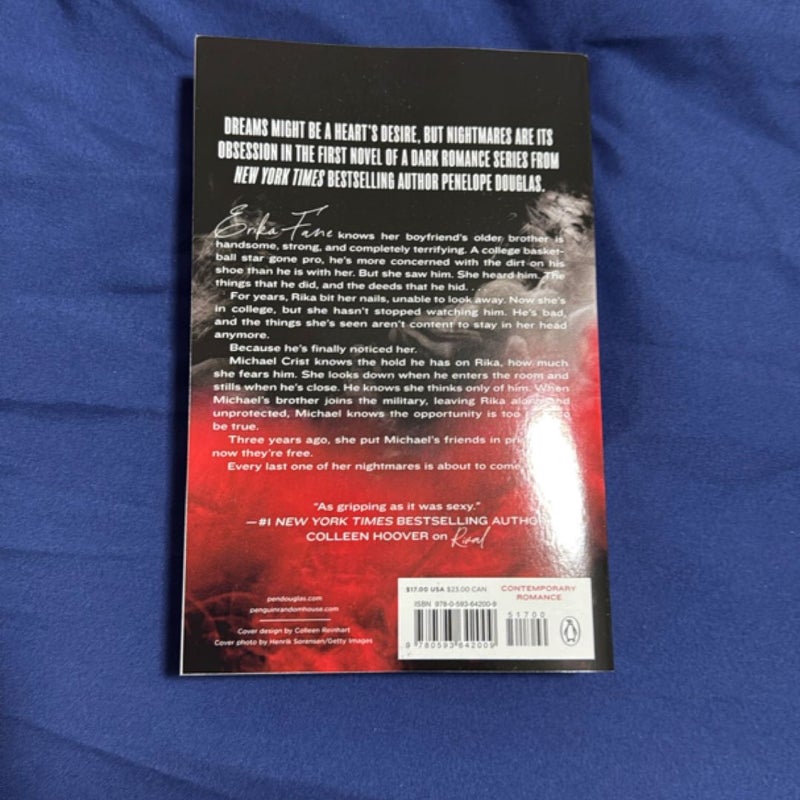 DREAMS MIGHT BE A HEART'S DESIRE, BUT NIGHTMARES ARE ITS
OBSESSION IN THE FIRST NOVEL OF A DARK ROMANCE SERIES FROM
NEW YORK TIMES BESTSELLING AUTHOR PENELOPE DOUGLAS.
Erika Fane knows her boyfriend's older brother is
handsome, strong, and completely terrifying. A college basket-
ball star gone pro, he's more concerned with the dirt on his
shoe than he is with her. But she saw him. She heard him. The
things that he did, and the deeds that he hid. . .
For years, Rika bit her nails, unable to look away. Now she's
in college, but she hasn't stopped watching him. He's bad,
and the things she's seen aren't content to stay in her head
anymore.
Because he's finally noticed her.
Michael Crist knows the hold he has on Rika, how much
she fears him. She looks down when he enters the room and
stills when he's close. He knows she thinks only of him. When
Michael's brother joins the military, leaving Rika alone and
unprotected, Michael knows the opportunity is too
be true.
Three years ago, she put Michael's friends in
now they're free.
Every last one of her nightmares is about to come
"As gripping as it was sexy."
—#1 NEW YORK TIMES BESTSELLING AUTHOR
COLLEEN HOOVER on Rival
pendouglas.com
penguinrandomhouse.com
Cover design by Colleen Reinhart
Cover photo by Henrik Sorensen/Getty Images
$17.00 USA $23.00 CAN
CONTEMPORARY
ROMANCE
ISBN 978-0-593-64200-9
51700
9 780593 642009